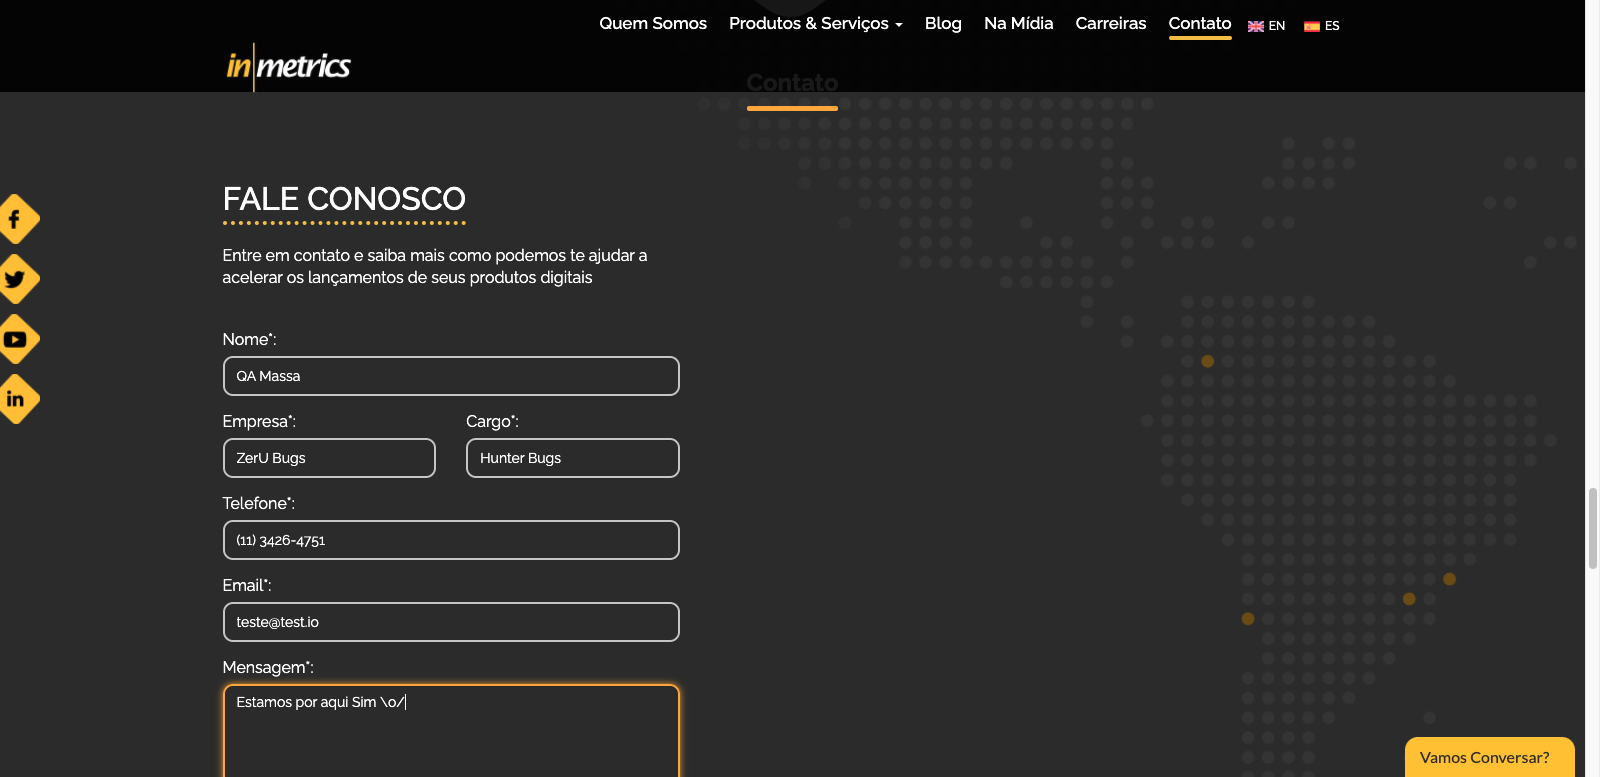 Quem Somos Produtos & Serviços Blog Na Mídia Carreiras Contato EN ES
in metrics
Contato
FALE CONOSCO
Entre em contato e saiba mais como podemos te ajudar a
acelerar os lançamentos de seus produtos digitais
Nome*:
QA Massa
Empresa*: Cargo*:
ZerU Bugs Hunter Bugs
Telefone*:
(11) 3426-4751
Email*:
teste@test.io
Mensagem*:
Estamos por aqui Sim \o/
Vamos Conversar?